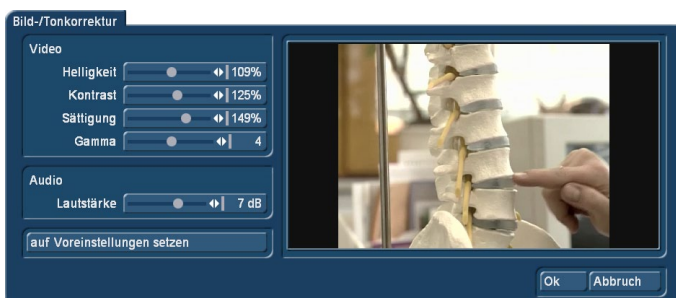 Bild-/Tonkorrektur
Video
Helligkeit 109%
Kontrast 125%
Sättigung 149%
Gamma 4
Audio
Lautstärke 7 dB
auf Voreinstellungen setzen
Ok Abbruch